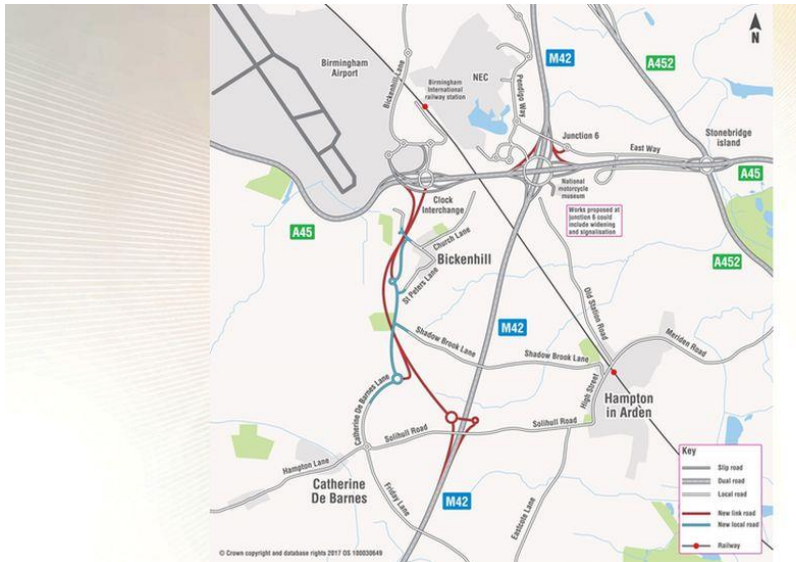 N
M42
A452
Birmingham
Airport
Bickenhill Lane
Birmingham
International
railway station
NEC
Pendigo Way
Junction 6
East Way
Stonebridge
island
A45
National
motorcycle
museum
Clock
Interchange
Works proposed at
junction 6 could
include widening
and signalisation
A45
Church Lane
Bickenhill
St Peters Lane
A452
Old Station Road
M42
Shadow Brook Lane
Shadow Brook Lane
Meriden Road
High Street
Hampton
in Arden
Catherine De Barnes Lane
Solihull Road
Solihull Road
Hampton Lane
Catherine
De Barnes
Friday Lane
M42
Eastcote Lane
Key
Slip road
Dual road
Local road
New link road
New local road
Railway
© Crown copyright and database rights 2017 OS 100030649